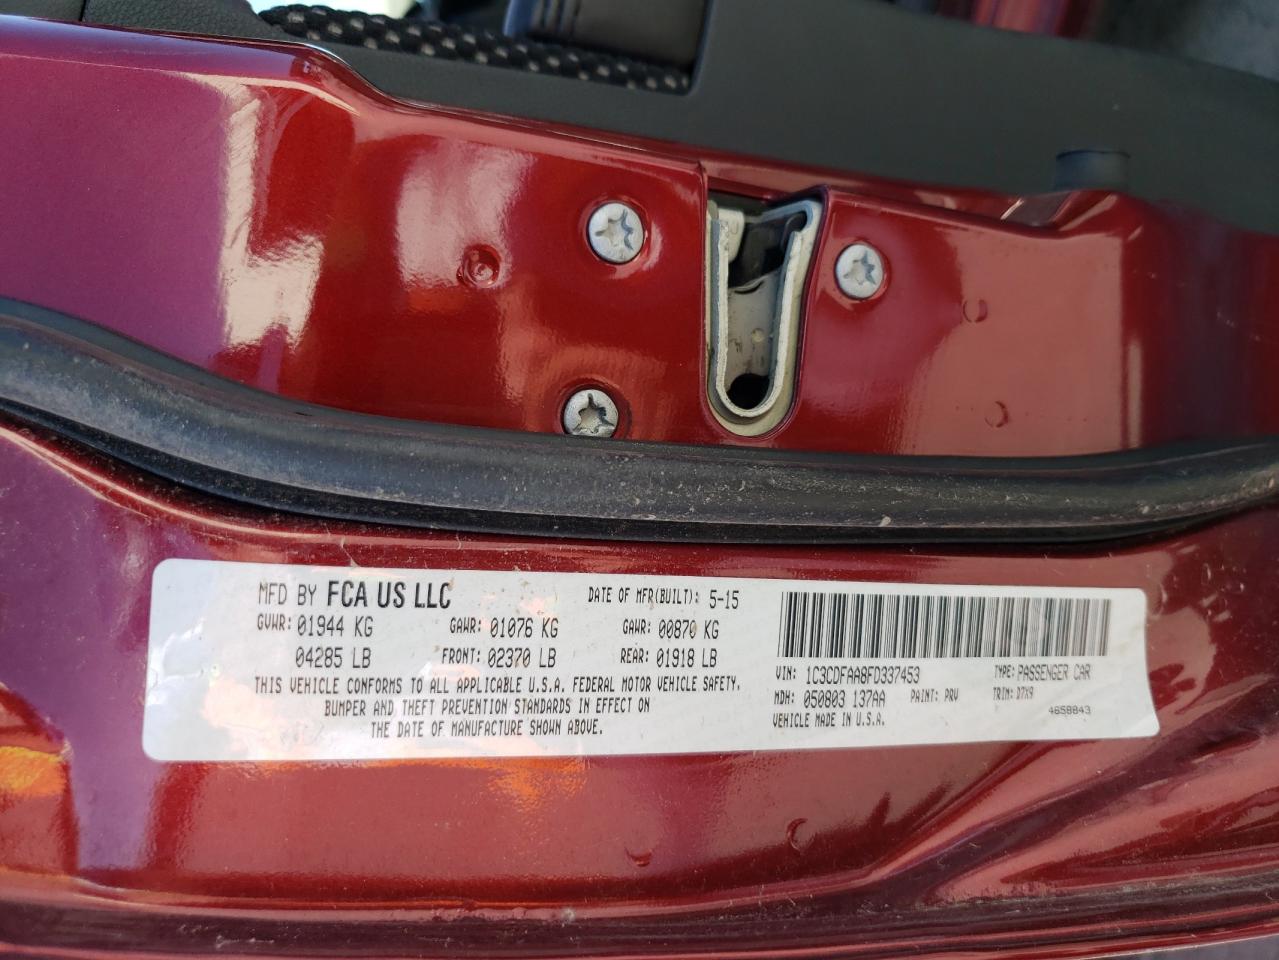 MFD BY FCA US LLC DATE OF MFR(BUILT): 5-15
GVWR: 01944 KG GAWR: 01076 KG GAWR: 00870 KG
04285 LB FRONT: 02370 LB REAR: 01918 LB
THIS VEHICLE CONFORMS TO ALL APPLICABLE U.S.A. FEDERAL MOTOR VEHICLE SAFETY,
BUMPER AND THEFT PREVENTION STANDARDS IN EFFECT ON
THE DATE OF MANUFACTURE SHOWN ABOVE.
VIN: 1C3CDFAA8FD337453 TYPE: PASSENGER CAR
MDH: 050803 137AA PAINT: PRV TRIM: D7X9
VEHICLE MADE IN U.S.A. 4658843